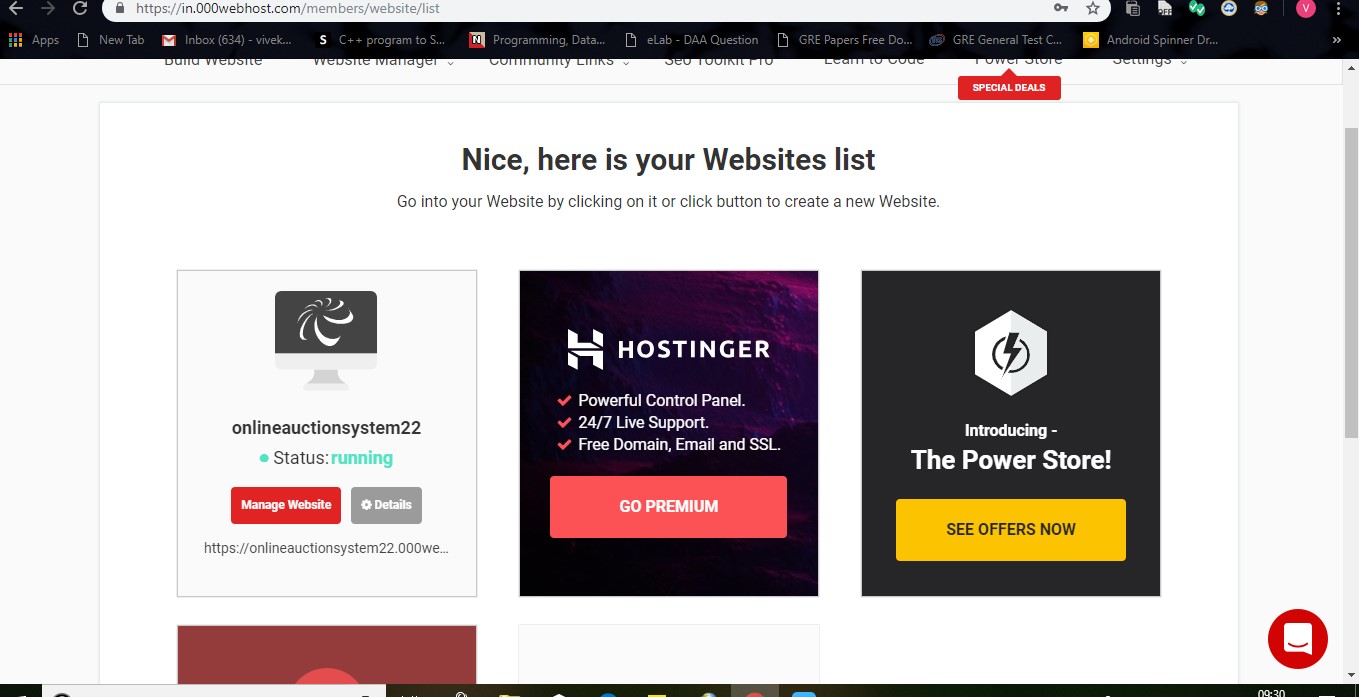 https://in.000webhost.com/members/website/list
OFF
V
Apps
New Tab
Inbox (634) - vivek...
S
C++ program to S...
N
Programming, Data...
eLab - DAA Question
GRE Papers Free Do...
GRE General Test C...
Android Spinner Dr...
»
Build Website
Website Manager
Community Links
Seo Toolkit Pro
Learn to Code
Power Store
Settings
SPECIAL DEALS
Nice, here is your Websites list
Go into your Website by clicking on it or click button to create a new Website.
onlineauctionsystem22
Status: running
Manage Website
Details
https://onlineauctionsystem22.000we...
HOSTINGER
Powerful Control Panel.
24/7 Live Support.
Free Domain, Email and SSL.
GO PREMIUM
Introducing -
The Power Store!
SEE OFFERS NOW
09:30